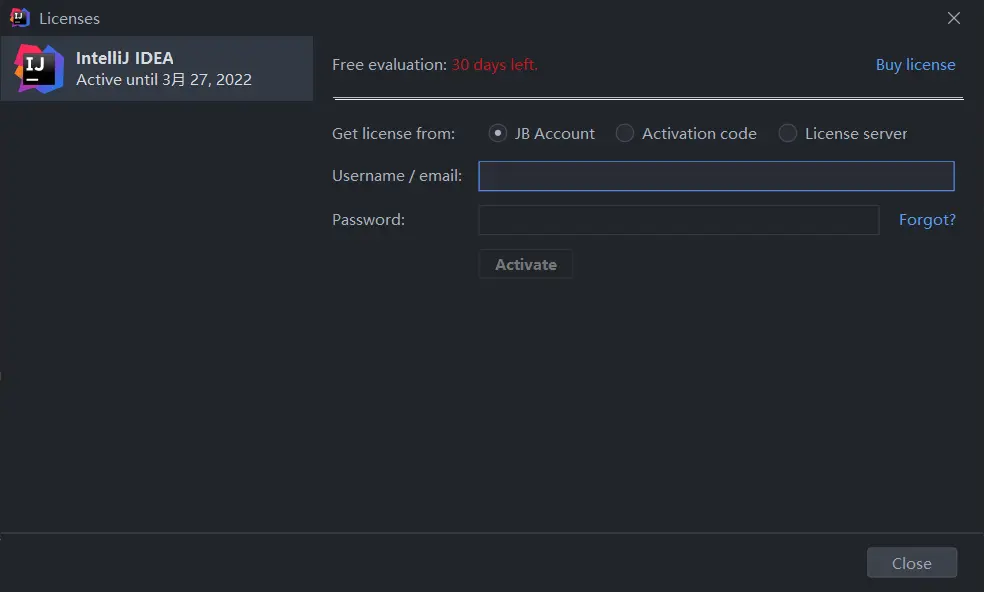 Licenses
IJ
IntelliJ IDEA
Active until 3月 27, 2022
Free evaluation: 30 days left.
Buy license
Get license from: JB Account Activation code License server
Username / email:
Password: Forgot?
Activate
Close